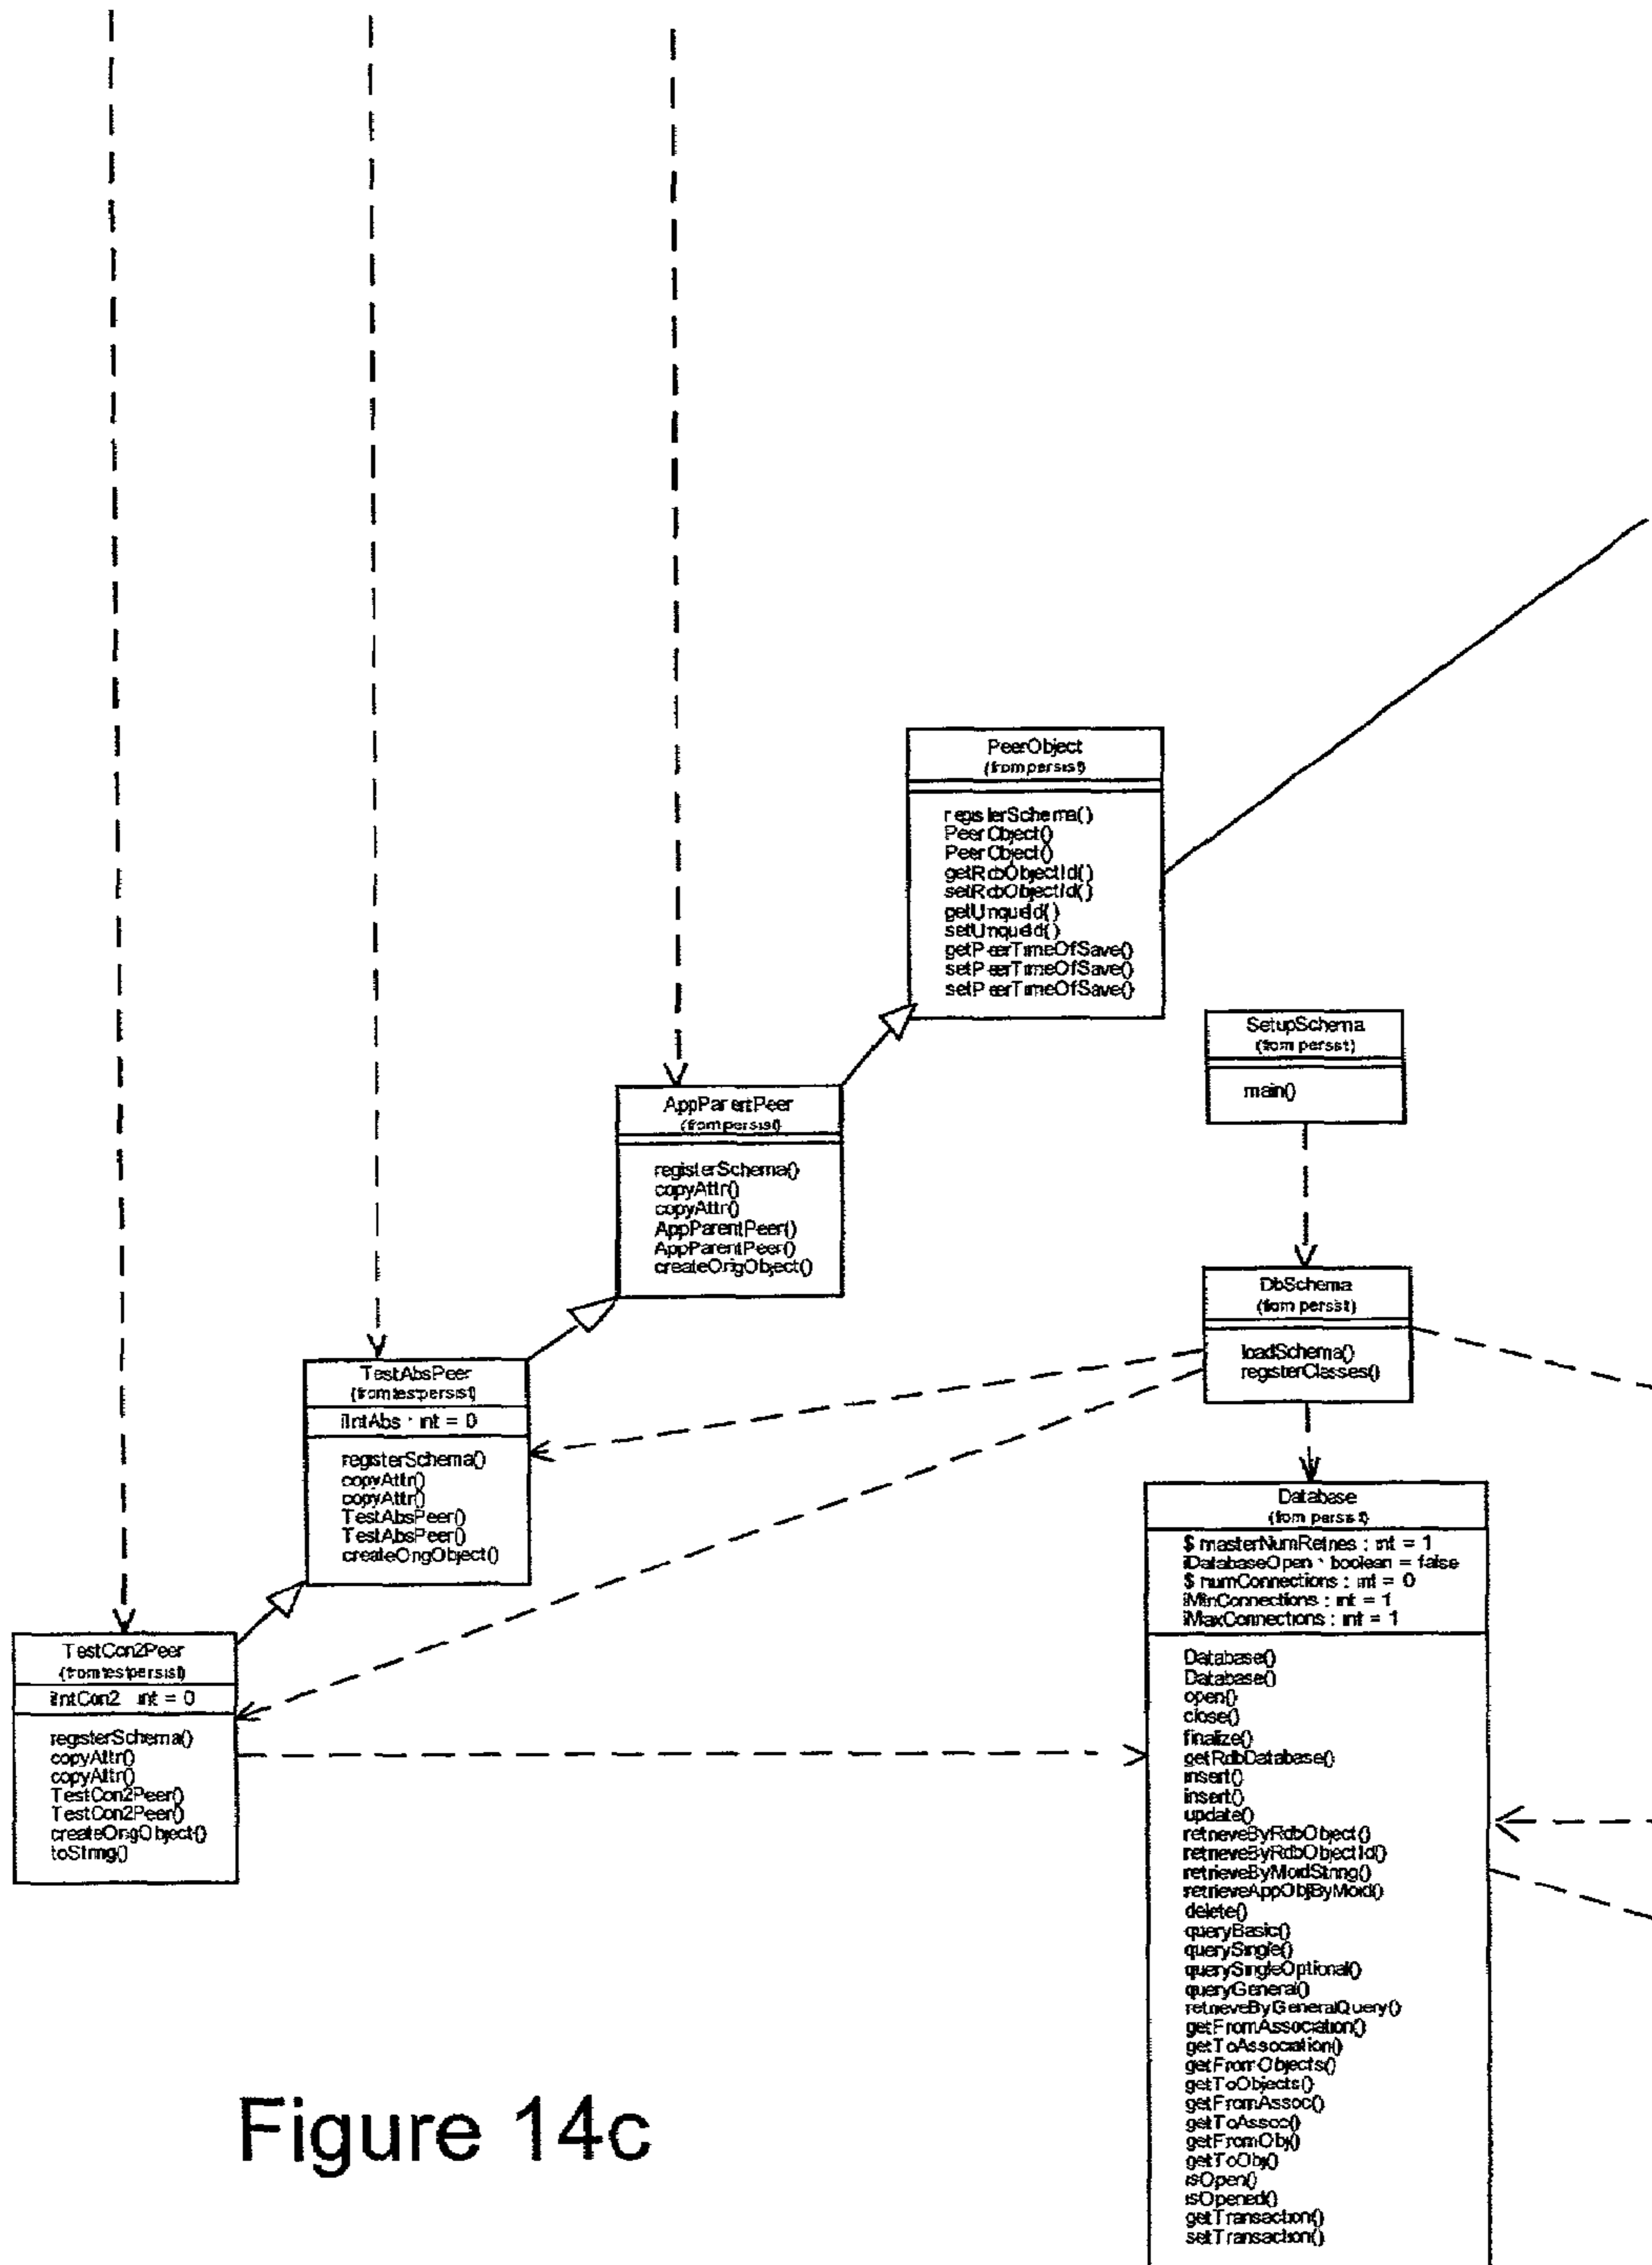 PeerObject
(from persist)
registerSchema()
PeerObject()
PeerObject()
getRdbObjectId()
setRdbObjectId()
getUniqueId()
setUniqueId()
getPeerTimeOfSave()
setPeerTimeOfSave()
setPeerTimeOfSave()
SetupSchema
(from persist)
main()
AppParentPeer
(from persist)
registerSchema()
copyAttr()
copyAttr()
AppParentPeer()
AppParentPeer()
createOrigObject()
DbSchema
(from persist)
loadSchema()
registerClasses()
TestAbsPeer
(from testpersist)
iIntAbs : int = 0
registerSchema()
copyAttr()
copyAttr()
TestAbsPeer()
TestAbsPeer()
createOrigObject()
Database
(from persist)
$ masterNumRetries : int = 1
iDatabaseOpen : boolean = false
$ numConnections : int = 0
iMinConnections : int = 1
iMaxConnections : int = 1
Database()
Database()
open()
close()
finalize()
getRdbDatabase()
insert()
insert()
update()
retrieveByRdbObject()
retrieveByRdbObjectId()
retrieveByMoidString()
retrieveAppObjByMoid()
delete()
queryBasic()
querySingle()
querySingleOptional()
queryGeneral()
retrieveByGeneralQuery()
getFromAssociation()
getToAssociation()
getFromObjects()
getToObjects()
getFromAssoc()
getToAssoc()
getFromObj()
getToObj()
isOpen()
isOpened()
getTransaction()
setTransaction()
TestCon2Peer
(from testpersist)
iIntCon2 : int = 0
registerSchema()
copyAttr()
copyAttr()
TestCon2Peer()
TestCon2Peer()
createOrigObject()
toString()
Figure 14c